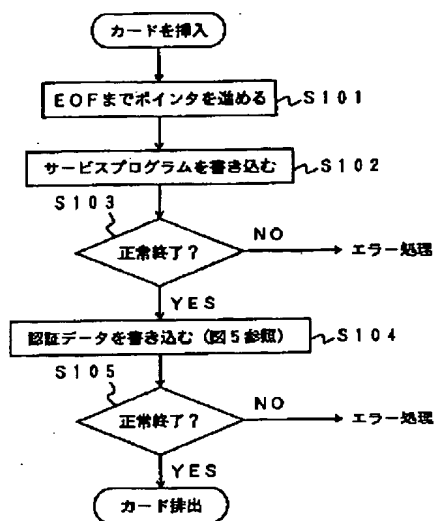 カードを挿入
EOFまでポインタを進める
S101
サービスプログラムを書き込む
S102
S103
正常終了?
NO
エラー処理
YES
認証データを書き込む(図5参照)
S104
S105
正常終了?
NO
エラー処理
YES
カード排出